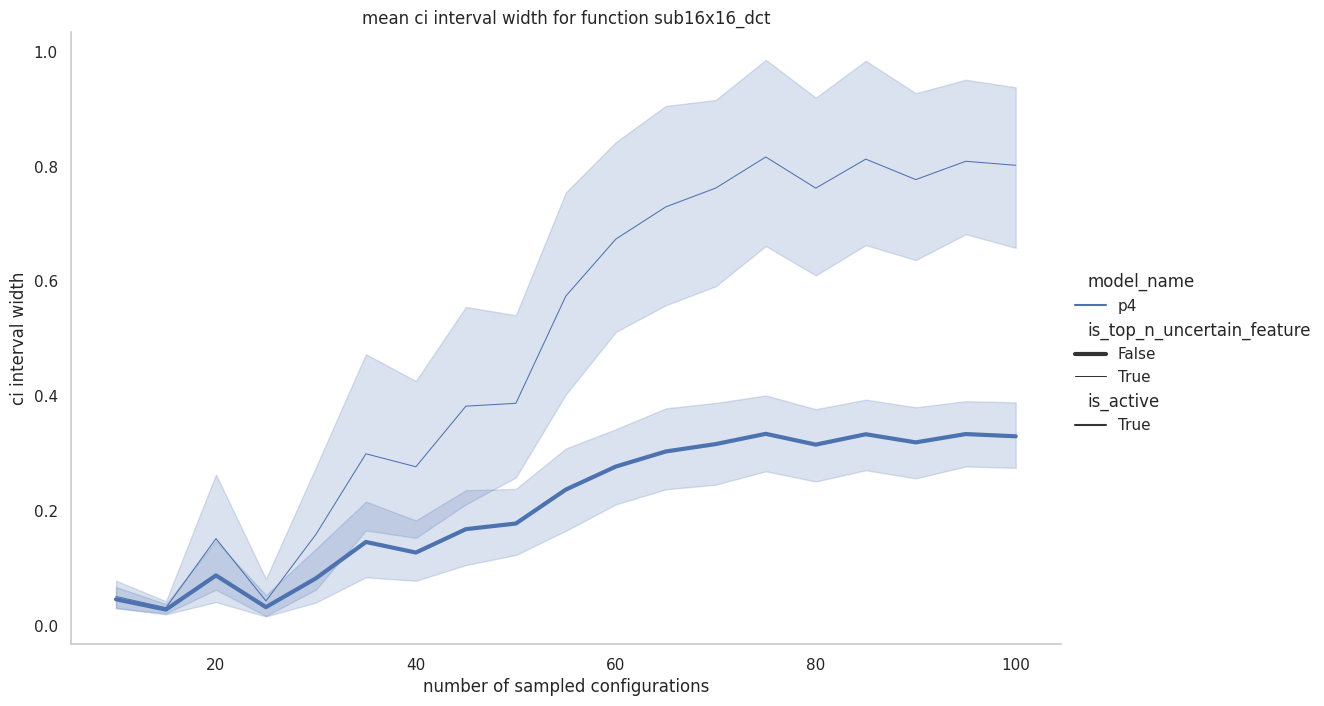 mean ci interval width for function sub16x16_dct
1.0
0.8
0.6
0.4
0.2
0.0
ci interval width
20 40 60 80 100
number of sampled configurations
model_name
p4
is_top_n_uncertain_feature
False
True
is_active
True